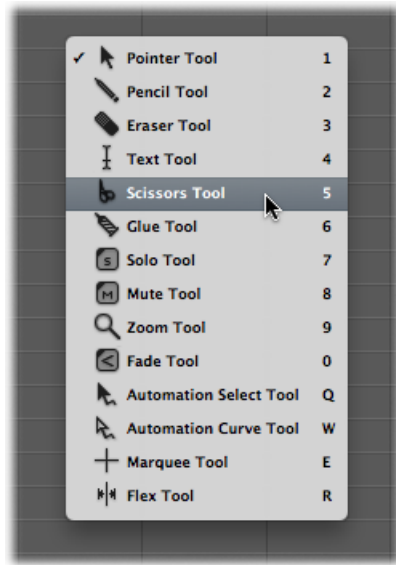 ✓ Pointer Tool 1
Pencil Tool 2
Eraser Tool 3
Text Tool 4
Scissors Tool 5
Glue Tool 6
S Solo Tool 7
M Mute Tool 8
Zoom Tool 9
Fade Tool 0
Automation Select Tool Q
Automation Curve Tool W
Marquee Tool E
Flex Tool R